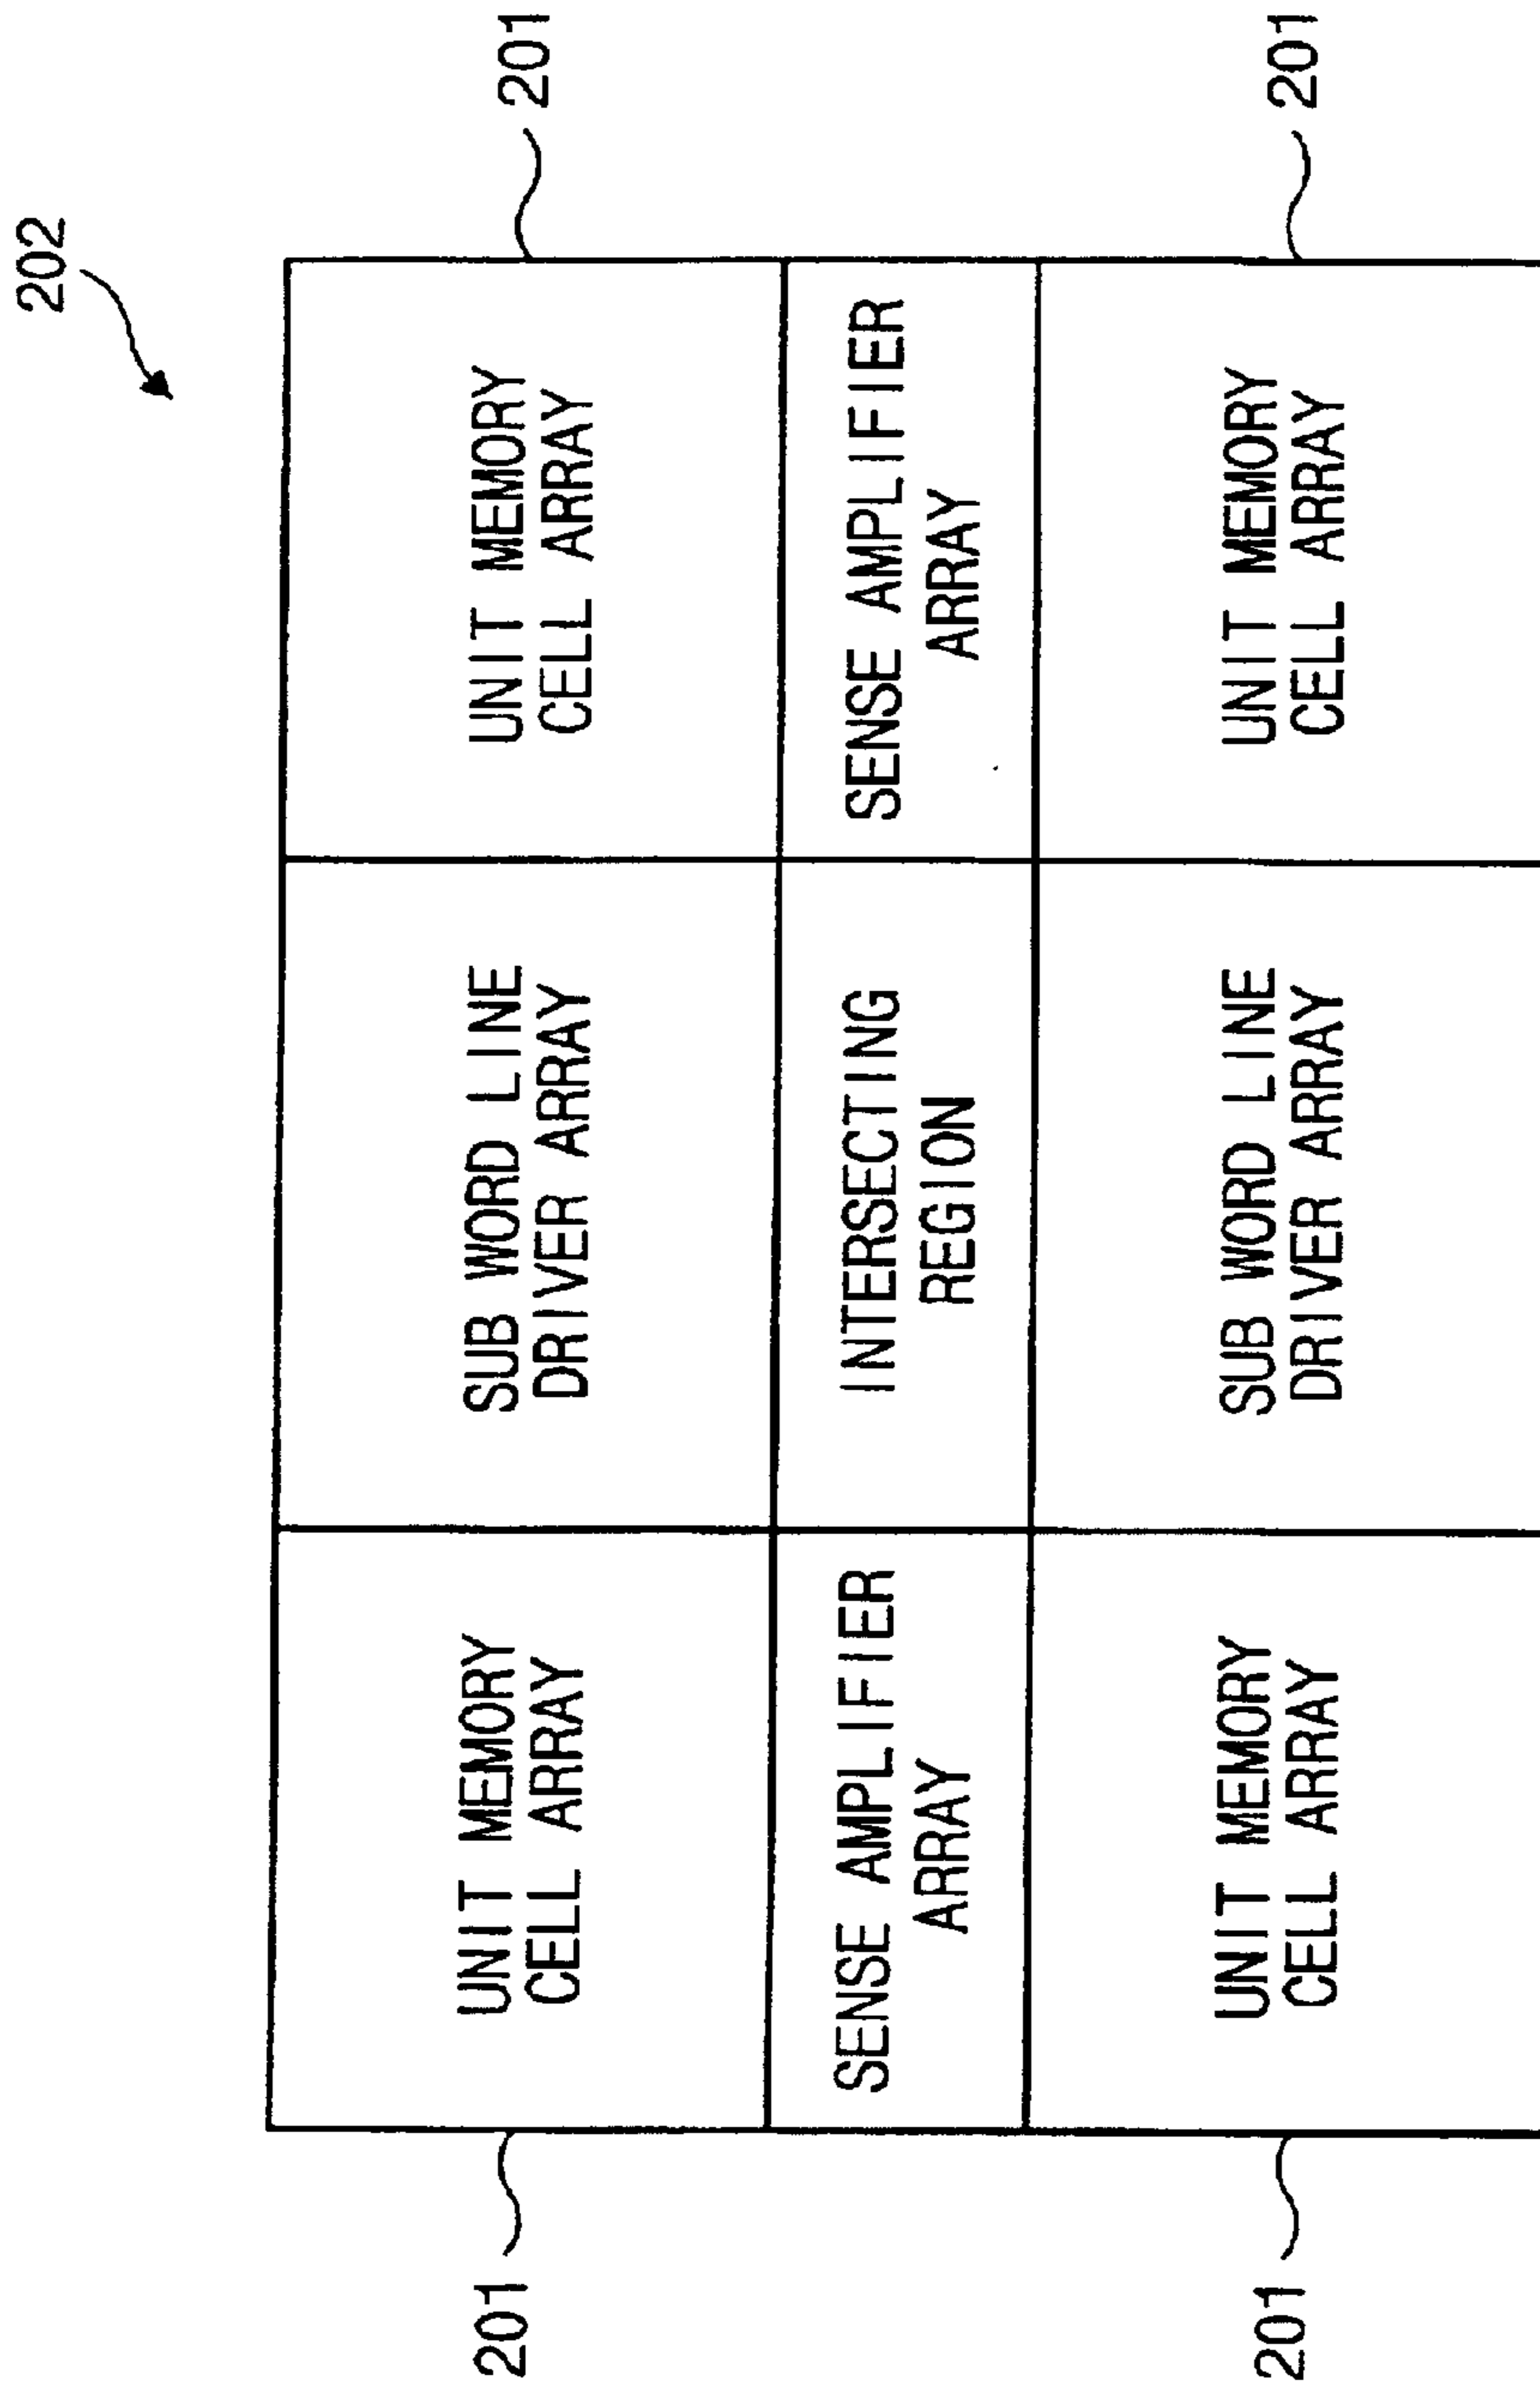 202
201
UNIT MEMORY
CELL ARRAY
SUB WORD LINE
DRIVER ARRAY
UNIT MEMORY
CELL ARRAY
201
SENSE AMPLIFIER
ARRAY
INTERSECTING
REGION
SENSE AMPLIFIER
ARRAY
201
UNIT MEMORY
CELL ARRAY
SUB WORD LINE
DRIVER ARRAY
UNIT MEMORY
CELL ARRAY
201